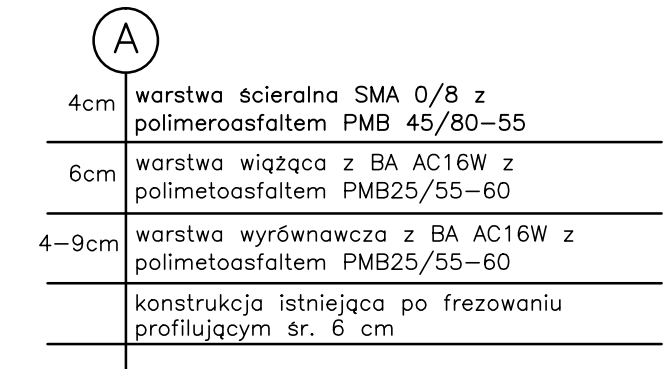 A
4cm
warstwa ścieralna SMA 0/8 z
polimeroasfaltem PMB 45/80-55
6cm
warstwa wiążąca z BA AC16W z
polimetoasfaltem PMB25/55-60
4-9cm
warstwa wyrównawcza z BA AC16W z
polimetoasfaltem PMB25/55-60
konstrukcja istniejąca po frezowaniu
profilującym śr. 6 cm